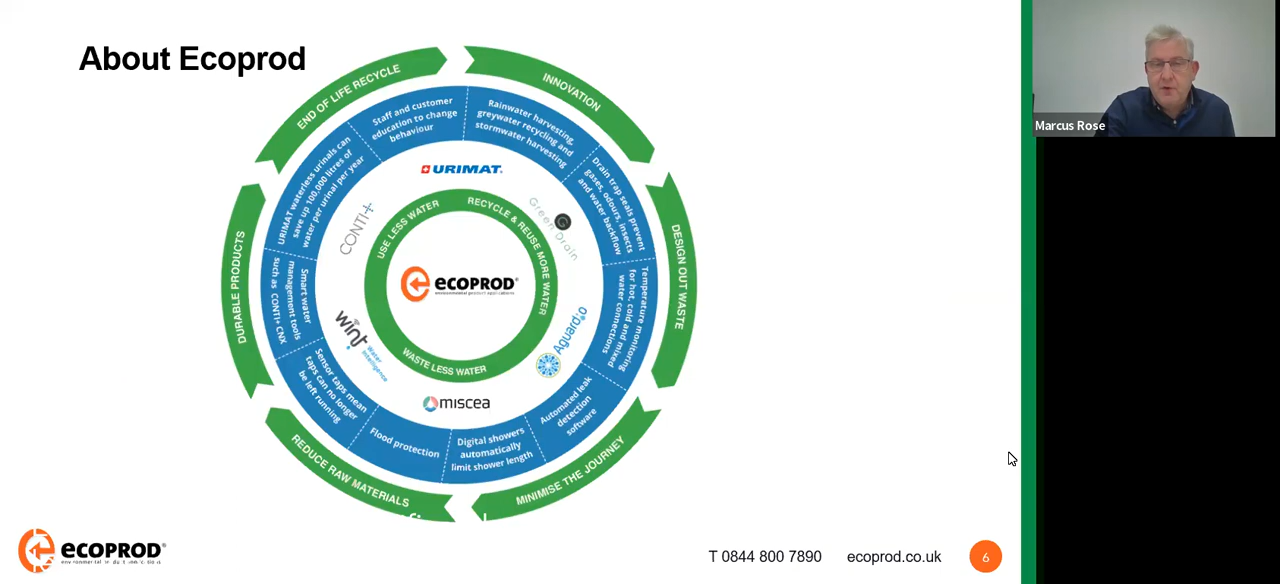 About Ecoprod
END OF LIFE RECYCLE
INNOVATION
DESIGN OUT WASTE
MINIMISE THE JOURNEY
REDUCE RAW MATERIALS
DURABLE PRODUCTS
Staff and customer
education to change
behaviour
Rainwater harvesting,
greywater recycling and
stormwater harvesting
Drain trap seals prevent
gases, odours, insects
and water backflow
Temperature monitoring
for hot, cold and mixed
water connections
Automated leak
detection
software
Digital showers
automatically
limit shower length
Flood protection
Sensor taps mean
taps can no longer
be left running
Smart water
management tools
such as CONTI+ CNX
URIMAT waterless urinals can
save up 100,000 litres of
water per urinal per year
URIMAT
Green Drain
Aguard2o
miscea
wint
Water
Intelligence
CONTI+
USE LESS WATER
RECYCLE & REUSE MORE WATER
WASTE LESS WATER
ECOPROD
ECOPROD
T 0844 800 7890
ecoprod.co.uk
6
Marcus Rose